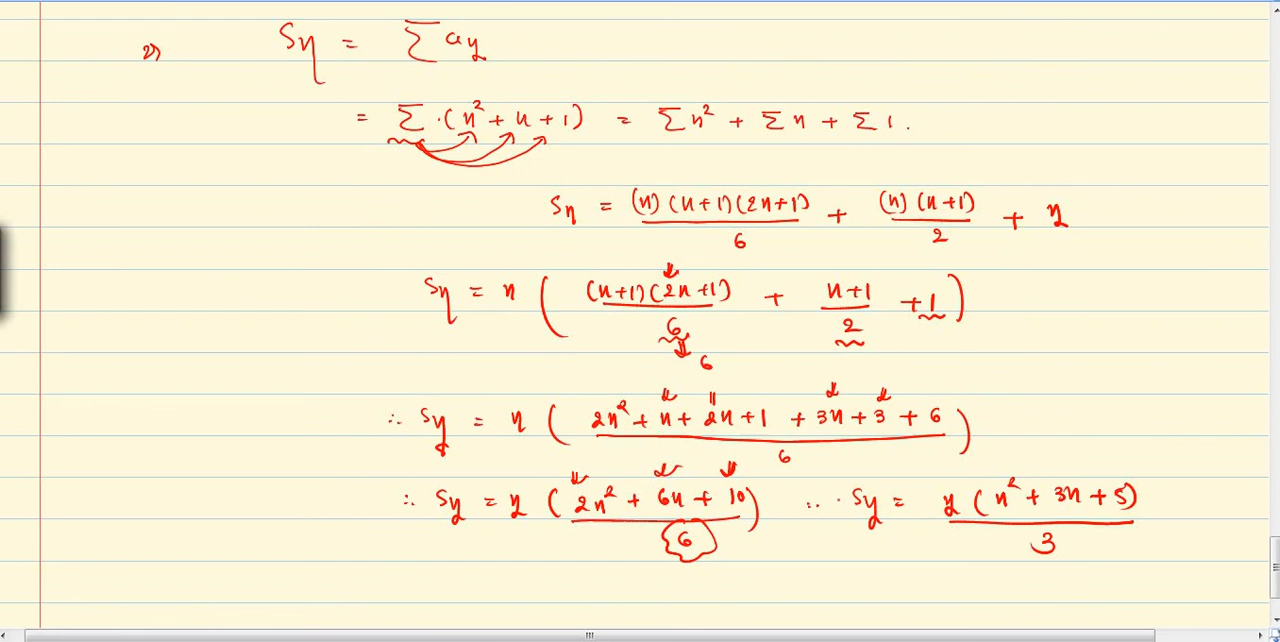 ⇒ Sn = Σ an
= Σ · (n² + n + 1) = Σn² + Σn + Σ1.
Sn = (n)(n+1)(2n+1)/6 + (n)(n+1)/2 + n
Sn = n ( (n+1)(2n+1)/6 + n+1/2 + 1 )
6
∴ Sn = n ( 2n² + n + 2n + 1 + 3n + 3 + 6 / 6 )
∴ Sn = n ( 2n² + 6n + 10 / 6 ) ∴ Sn = n (n² + 3n + 5) / 3